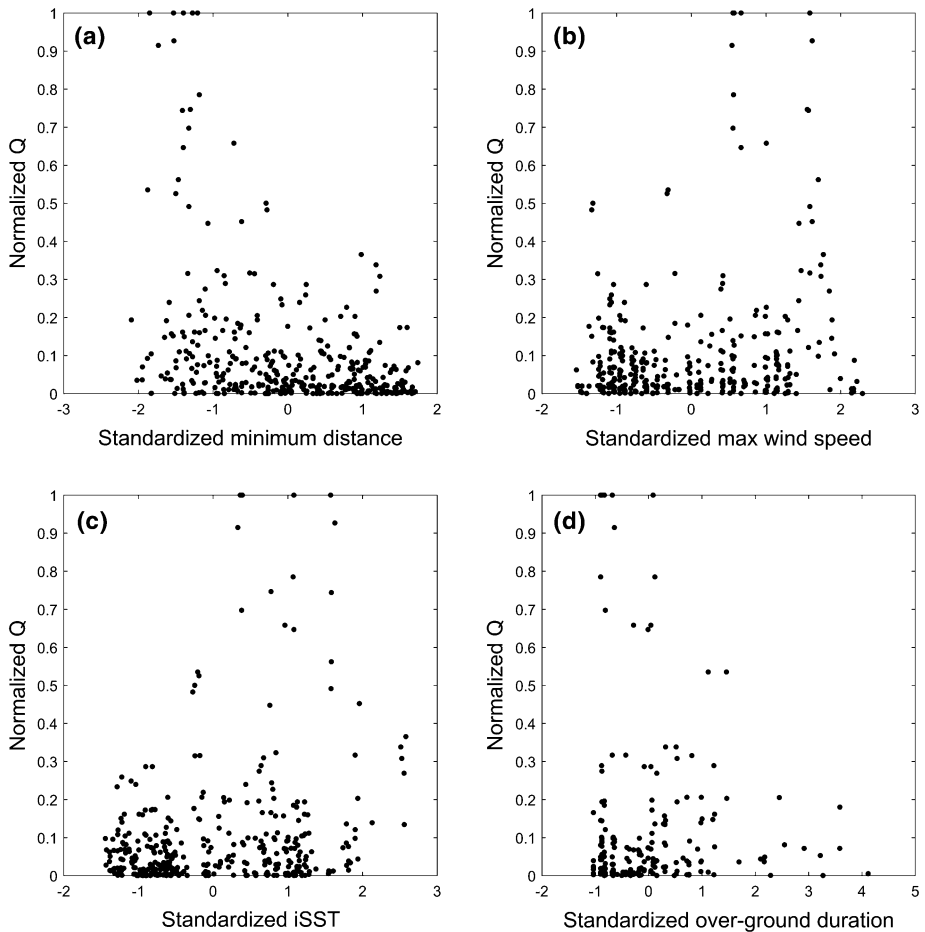 (a)
Normalized Q
1
0.9
0.8
0.7
0.6
0.5
0.4
0.3
0.2
0.1
0
-3 -2 -1 0 1 2
Standardized minimum distance
(b)
Normalized Q
1
0.9
0.8
0.7
0.6
0.5
0.4
0.3
0.2
0.1
0
-2 -1 0 1 2 3
Standardized max wind speed
(c)
Normalized Q
1
0.9
0.8
0.7
0.6
0.5
0.4
0.3
0.2
0.1
0
-2 -1 0 1 2 3
Standardized iSST
(d)
Normalized Q
1
0.9
0.8
0.7
0.6
0.5
0.4
0.3
0.2
0.1
0
-2 -1 0 1 2 3 4 5
Standardized over-ground duration